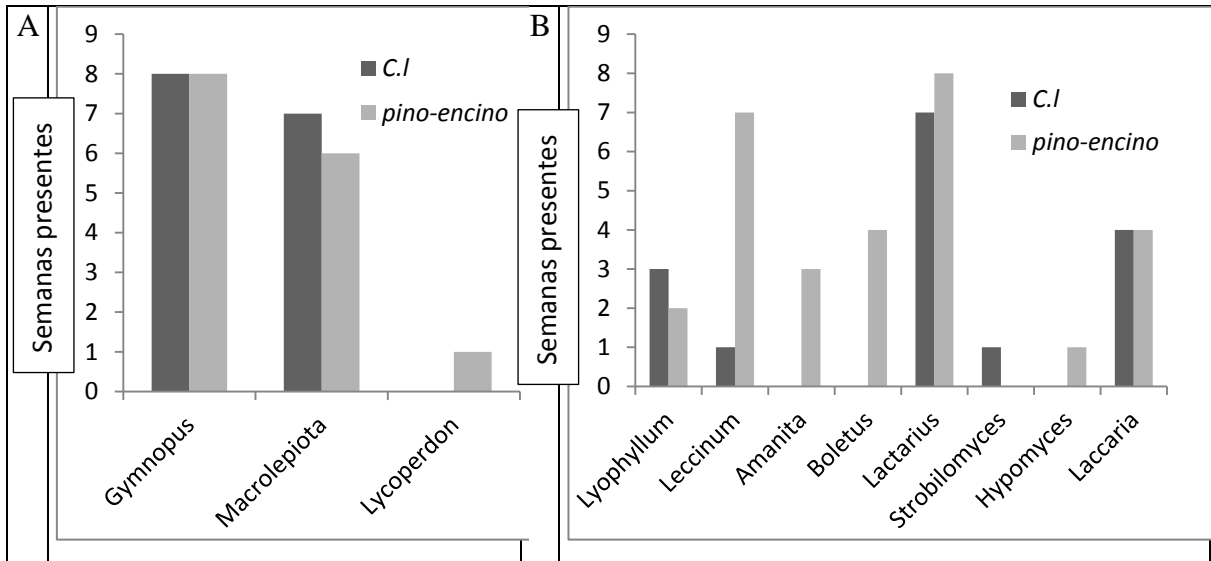 A
9
8
7
6
5
4
3
2
1
0
Semanas presentes
C.l
pino-encino
Gymnopus
Macrolepiota
Lycoperdon
B
9
8
7
6
5
4
3
2
1
0
Semanas presentes
C.l
pino-encino
Lyophyllum
Leccinum
Amanita
Boletus
Lactarius
Strobilomyces
Hypomyces
Laccaria